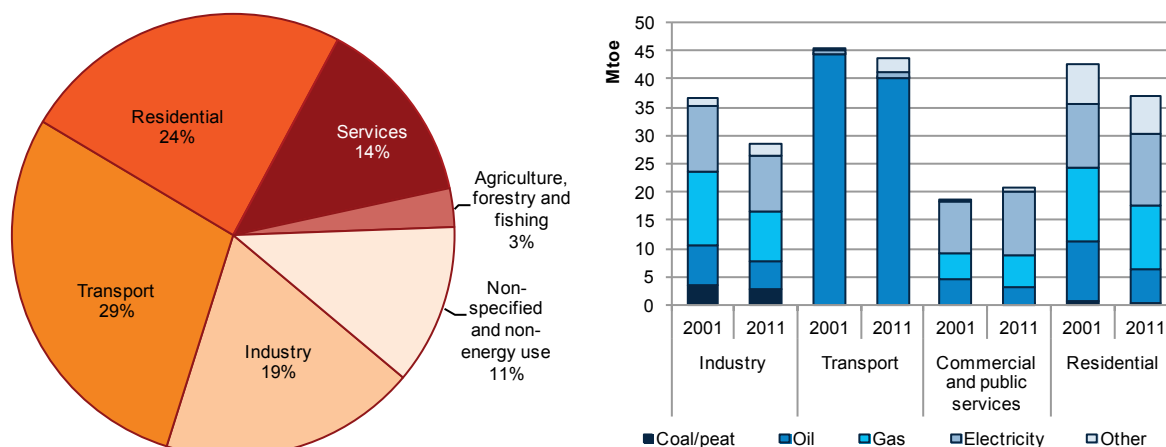 Residential
24%
Services
14%
Agriculture,
forestry and
fishing
3%
Non-
specified
and non-
energy use
11%
Industry
19%
Transport
29%
Mtoe
50
45
40
35
30
25
20
15
10
5
0
2001 2011 2001 2011 2001 2011 2001 2011
Industry Transport Commercial Residential
and public
services
Coal/peat Oil Gas Electricity Other